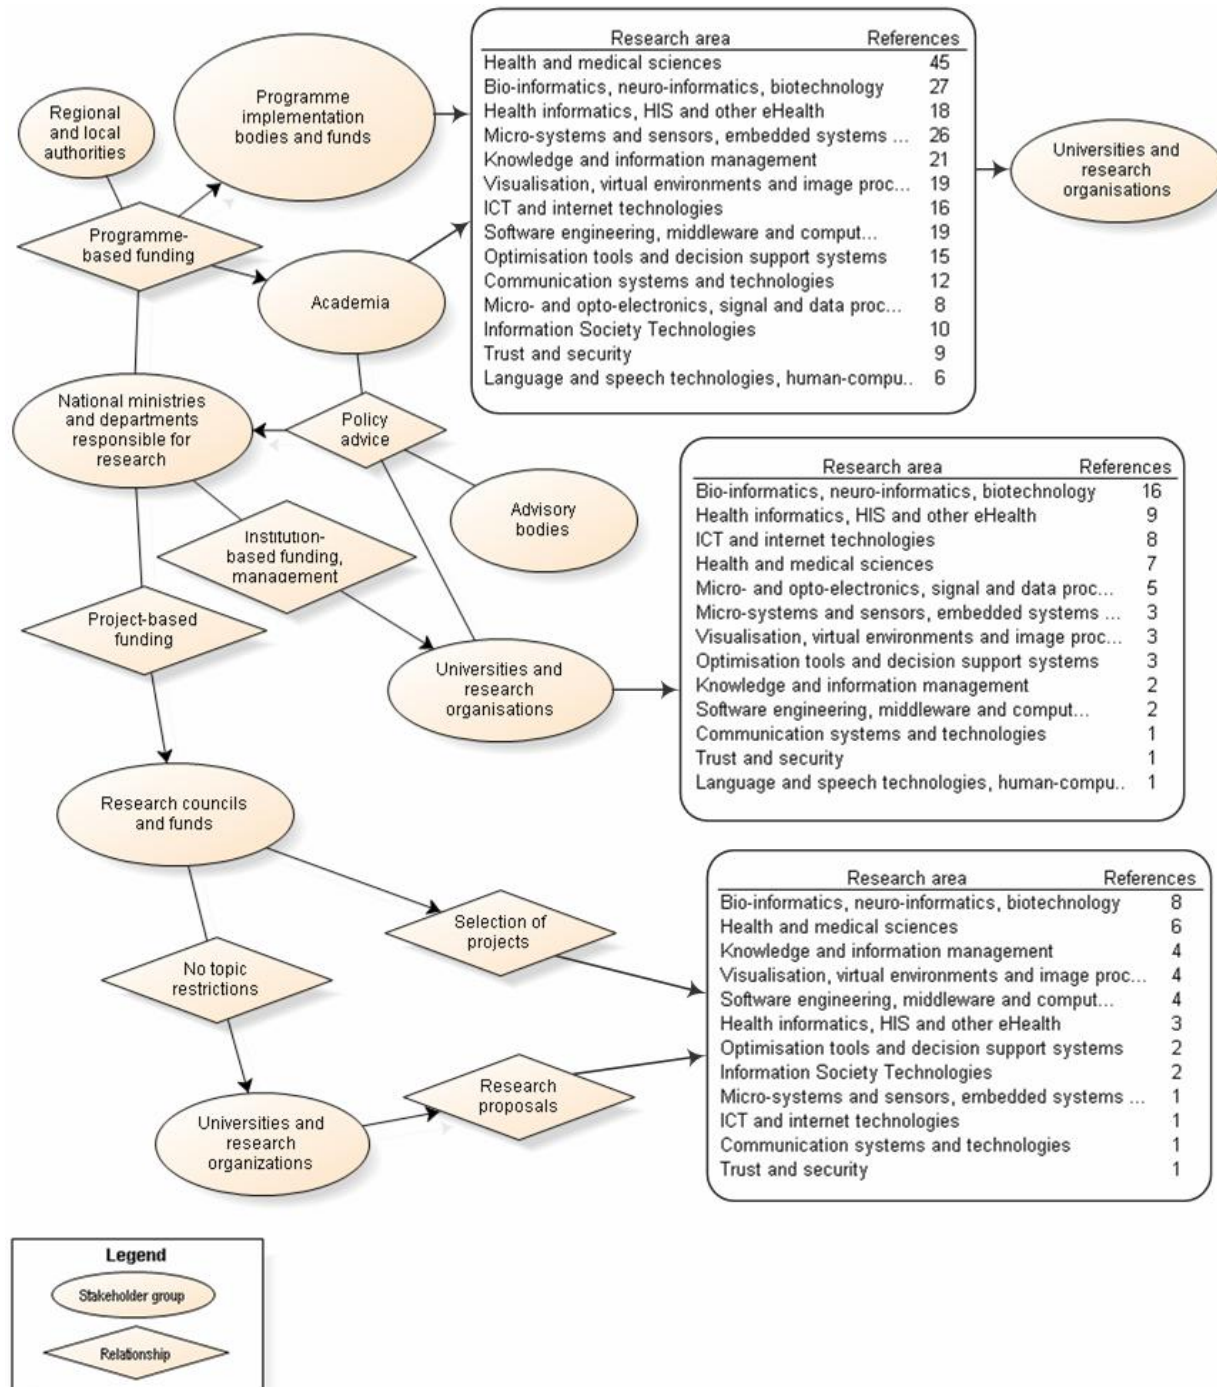 Regional
and local
authorities
Programme
implementation
bodies and funds
Programme-
based funding
Academia
Research area References
Health and medical sciences 45
Bio-informatics, neuro-informatics, biotechnology 27
Health informatics, HIS and other eHealth 18
Micro-systems and sensors, embedded systems ... 26
Knowledge and information management 21
Visualisation, virtual environments and image proc... 19
ICT and internet technologies 16
Software engineering, middleware and comput... 19
Optimisation tools and decision support systems 15
Communication systems and technologies 12
Micro- and opto-electronics, signal and data proc... 8
Information Society Technologies 10
Trust and security 9
Language and speech technologies, human-compu.. 6
Universities and
research
organisations
National ministries
and departments
responsible for
research
Policy
advice
Advisory
bodies
Institution-
based funding,
management
Project-based
funding
Universities and
research
organisations
Research area References
Bio-informatics, neuro-informatics, biotechnology 16
Health informatics, HIS and other eHealth 9
ICT and internet technologies 8
Health and medical sciences 7
Micro- and opto-electronics, signal and data proc... 5
Micro-systems and sensors, embedded systems ... 3
Visualisation, virtual environments and image proc... 3
Optimisation tools and decision support systems 3
Knowledge and information management 2
Software engineering, middleware and comput... 2
Communication systems and technologies 1
Trust and security 1
Language and speech technologies, human-compu.. 1
Research councils
and funds
Selection of
projects
No topic
restrictions
Research
proposals
Universities and
research
organizations
Research area References
Bio-informatics, neuro-informatics, biotechnology 8
Health and medical sciences 6
Knowledge and information management 4
Visualisation, virtual environments and image proc... 4
Software engineering, middleware and comput... 4
Health informatics, HIS and other eHealth 3
Optimisation tools and decision support systems 2
Information Society Technologies 2
Micro-systems and sensors, embedded systems ... 1
ICT and internet technologies 1
Communication systems and technologies 1
Trust and security 1
Legend
Stakeholder group
Relationship